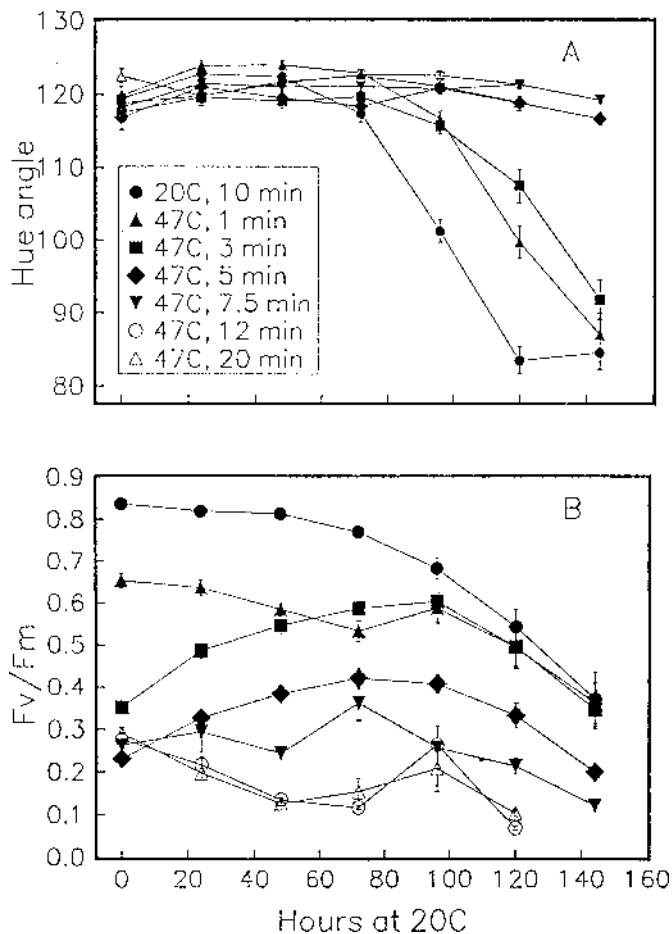 130
120
110
100
90
80
Hue angle
A
20C, 10 min
47C, 1 min
47C, 3 min
47C, 5 min
47C, 7.5 min
47C, 12 min
47C, 20 min
0.9
0.8
0.7
0.6
0.5
0.4
0.3
0.2
0.1
0.0
Fv/Fm
B
0 20 40 60 80 100 120 140 160
Hours at 20C